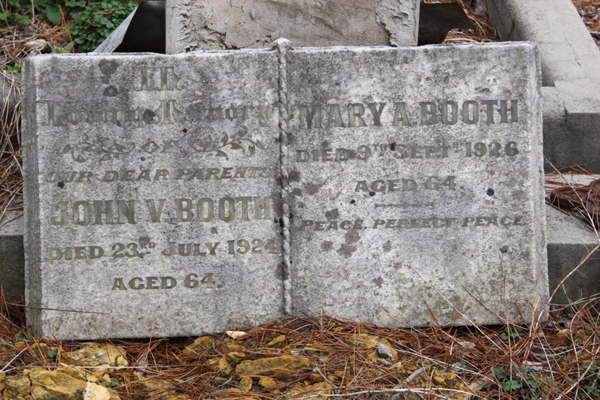 IN
Loving Memory
OF
OUR DEAR PARENTS
JOHN V. BOOTH
DIED 23RD JULY 1924
AGED 64.
MARY A. BOOTH
DIED 9TH SEPT. 1926
AGED 64.
PEACE, PERFECT PEACE.